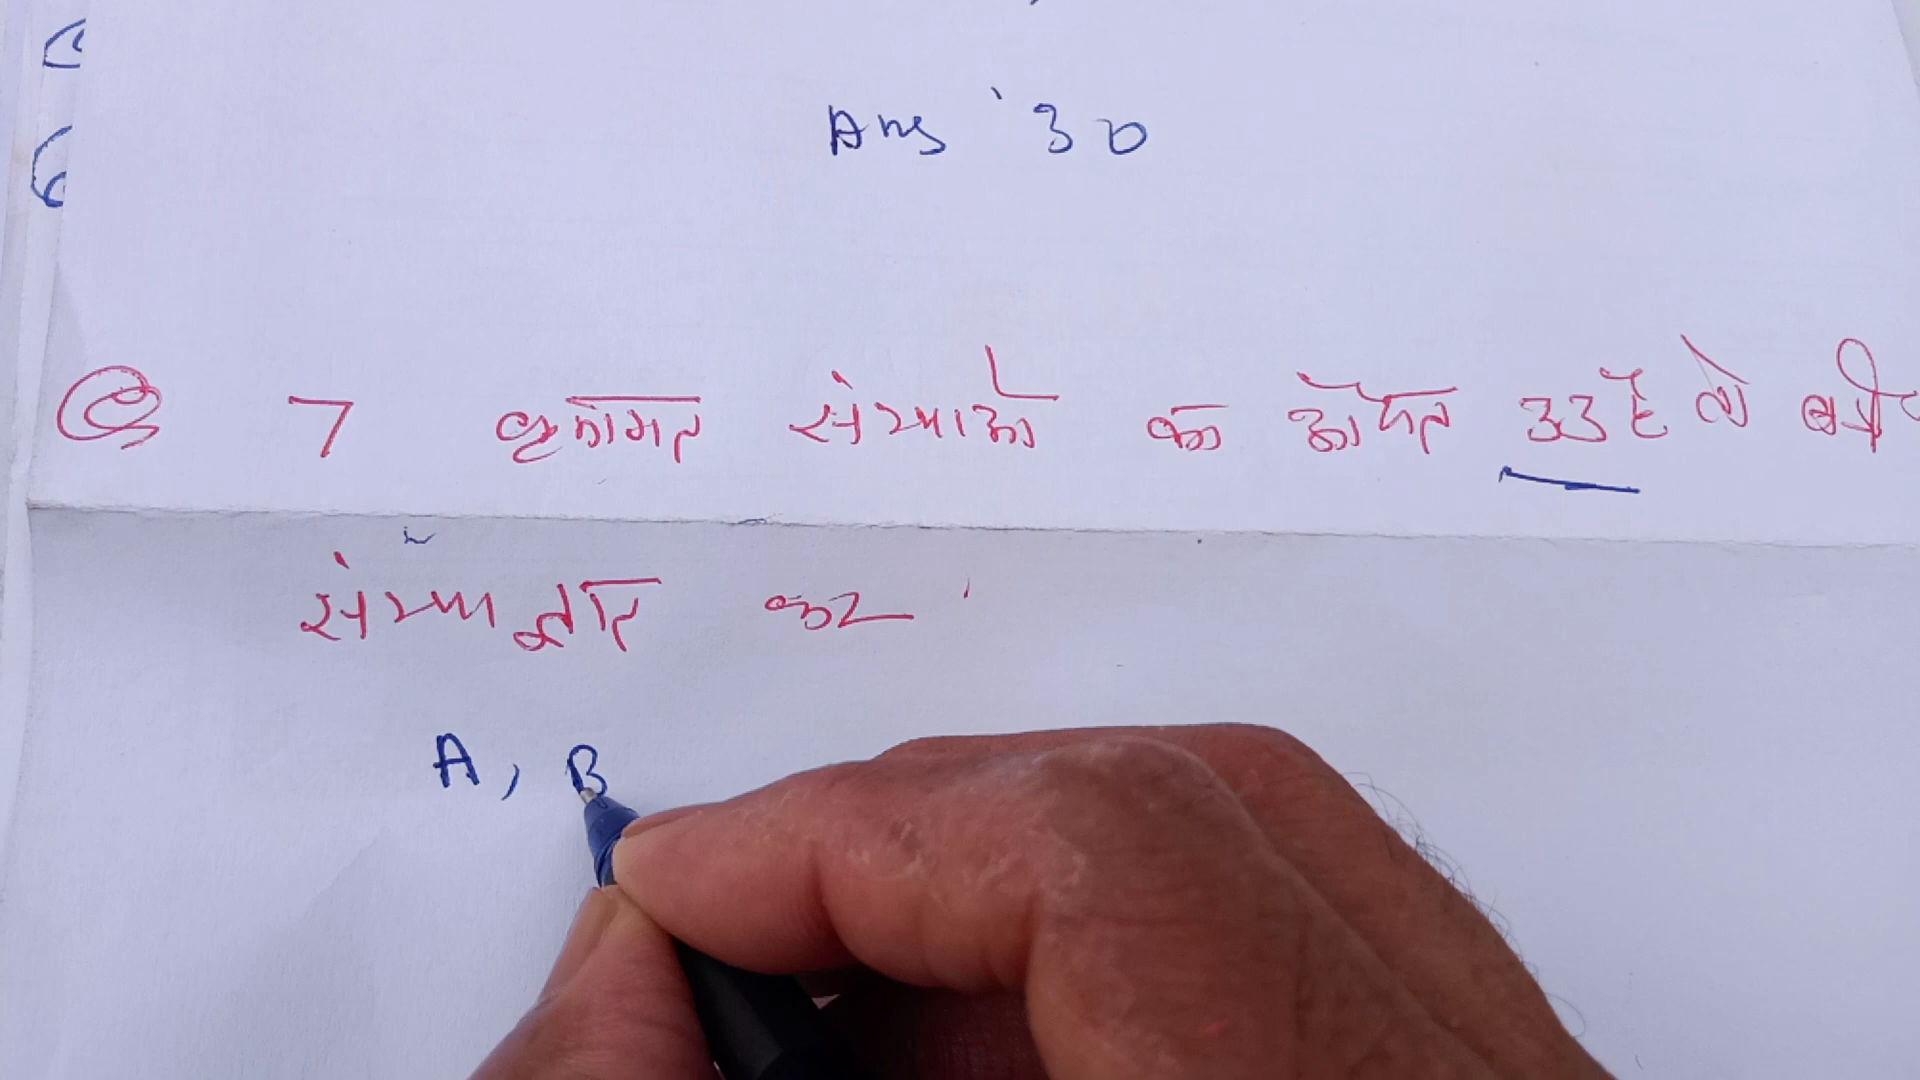 Ans 30
Q 7 क्रमागत संख्याओ का औसत 33 है तो बड़ी
संख्या ज्ञात कर
A, B